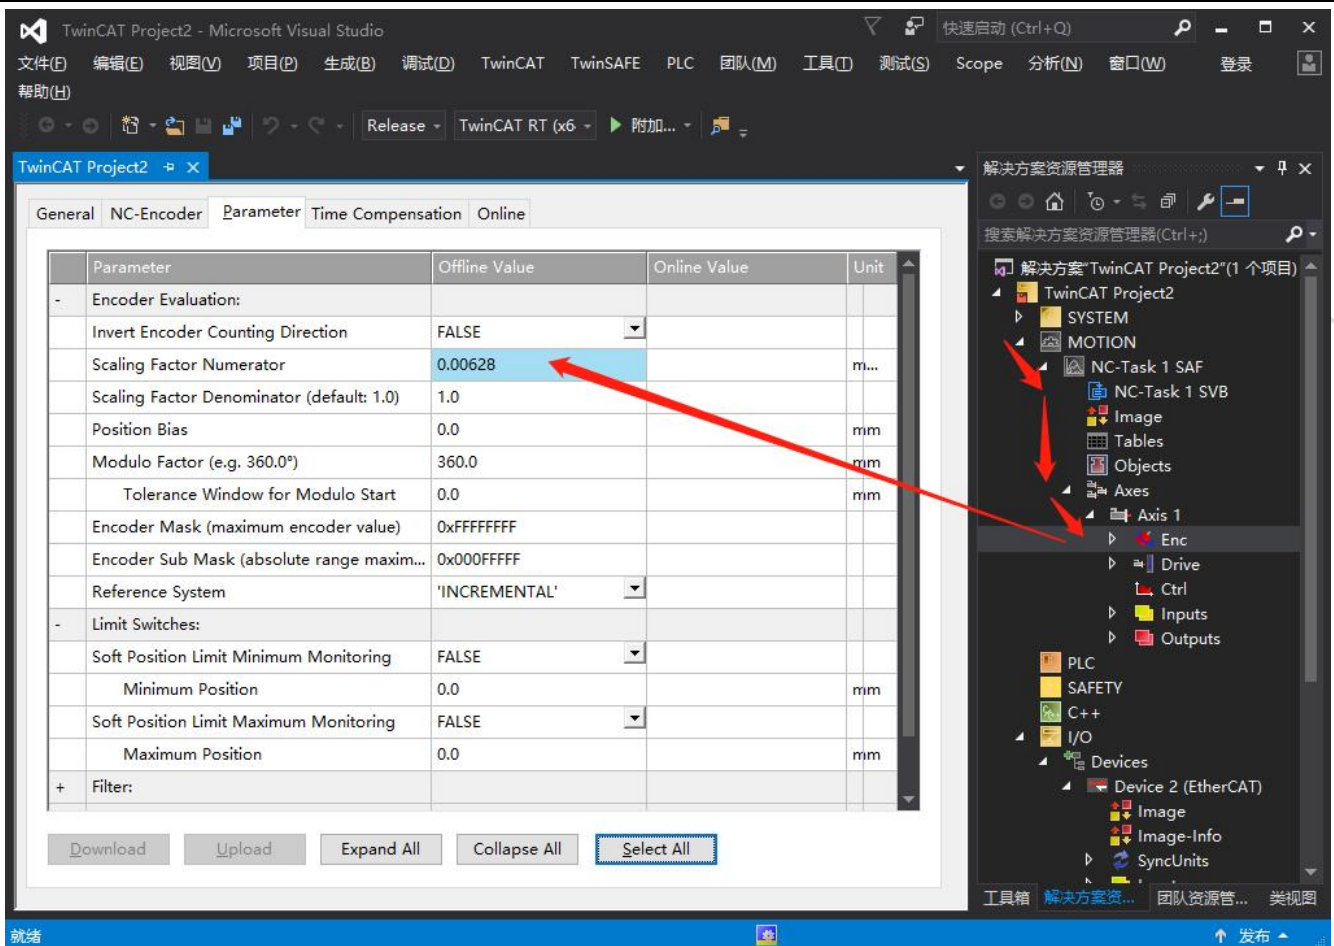 TwinCAT Project2 - Microsoft Visual Studio
快速启动 (Ctrl+Q)
文件(F) 编辑(E) 视图(V) 项目(P) 生成(B) 调试(D) TwinCAT TwinSAFE PLC 团队(M) 工具(T) 测试(S) Scope 分析(N) 窗口(W) 登录
帮助(H)
Release TwinCAT RT (x6 附加...
TwinCAT Project2
General NC-Encoder Parameter Time Compensation Online
Parameter Offline Value Online Value Unit
- Encoder Evaluation:
Invert Encoder Counting Direction FALSE
Scaling Factor Numerator 0.00628 m...
Scaling Factor Denominator (default: 1.0) 1.0
Position Bias 0.0 mm
Modulo Factor (e.g. 360.0°) 360.0 mm
Tolerance Window for Modulo Start 0.0 mm
Encoder Mask (maximum encoder value) 0xFFFFFFFF
Encoder Sub Mask (absolute range maxim... 0x000FFFFF
Reference System 'INCREMENTAL'
- Limit Switches:
Soft Position Limit Minimum Monitoring FALSE
Minimum Position 0.0 mm
Soft Position Limit Maximum Monitoring FALSE
Maximum Position 0.0 mm
+ Filter:
Download Upload Expand All Collapse All Select All
解决方案资源管理器
搜索解决方案资源管理器(Ctrl+;)
解决方案"TwinCAT Project2"(1 个项目)
TwinCAT Project2
SYSTEM
MOTION
NC-Task 1 SAF
NC-Task 1 SVB
Image
Tables
Objects
Axes
Axis 1
Enc
Drive
Ctrl
Inputs
Outputs
PLC
SAFETY
C++
I/O
Devices
Device 2 (EtherCAT)
Image
Image-Info
SyncUnits
工具箱 解决方案资... 团队资源管... 类视图
就绪
发布